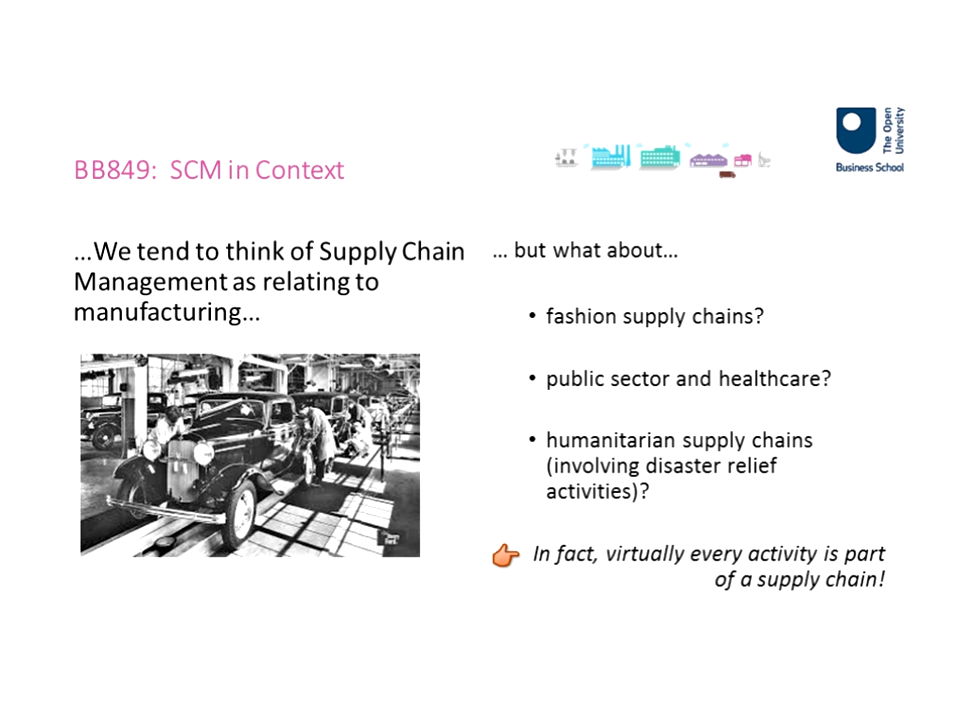 BB849: SCM in Context
The Open
University
Business School
…We tend to think of Supply Chain
Management as relating to
manufacturing…
… but what about…
• fashion supply chains?
• public sector and healthcare?
• humanitarian supply chains
(involving disaster relief
activities)?
In fact, virtually every activity is part
of a supply chain!